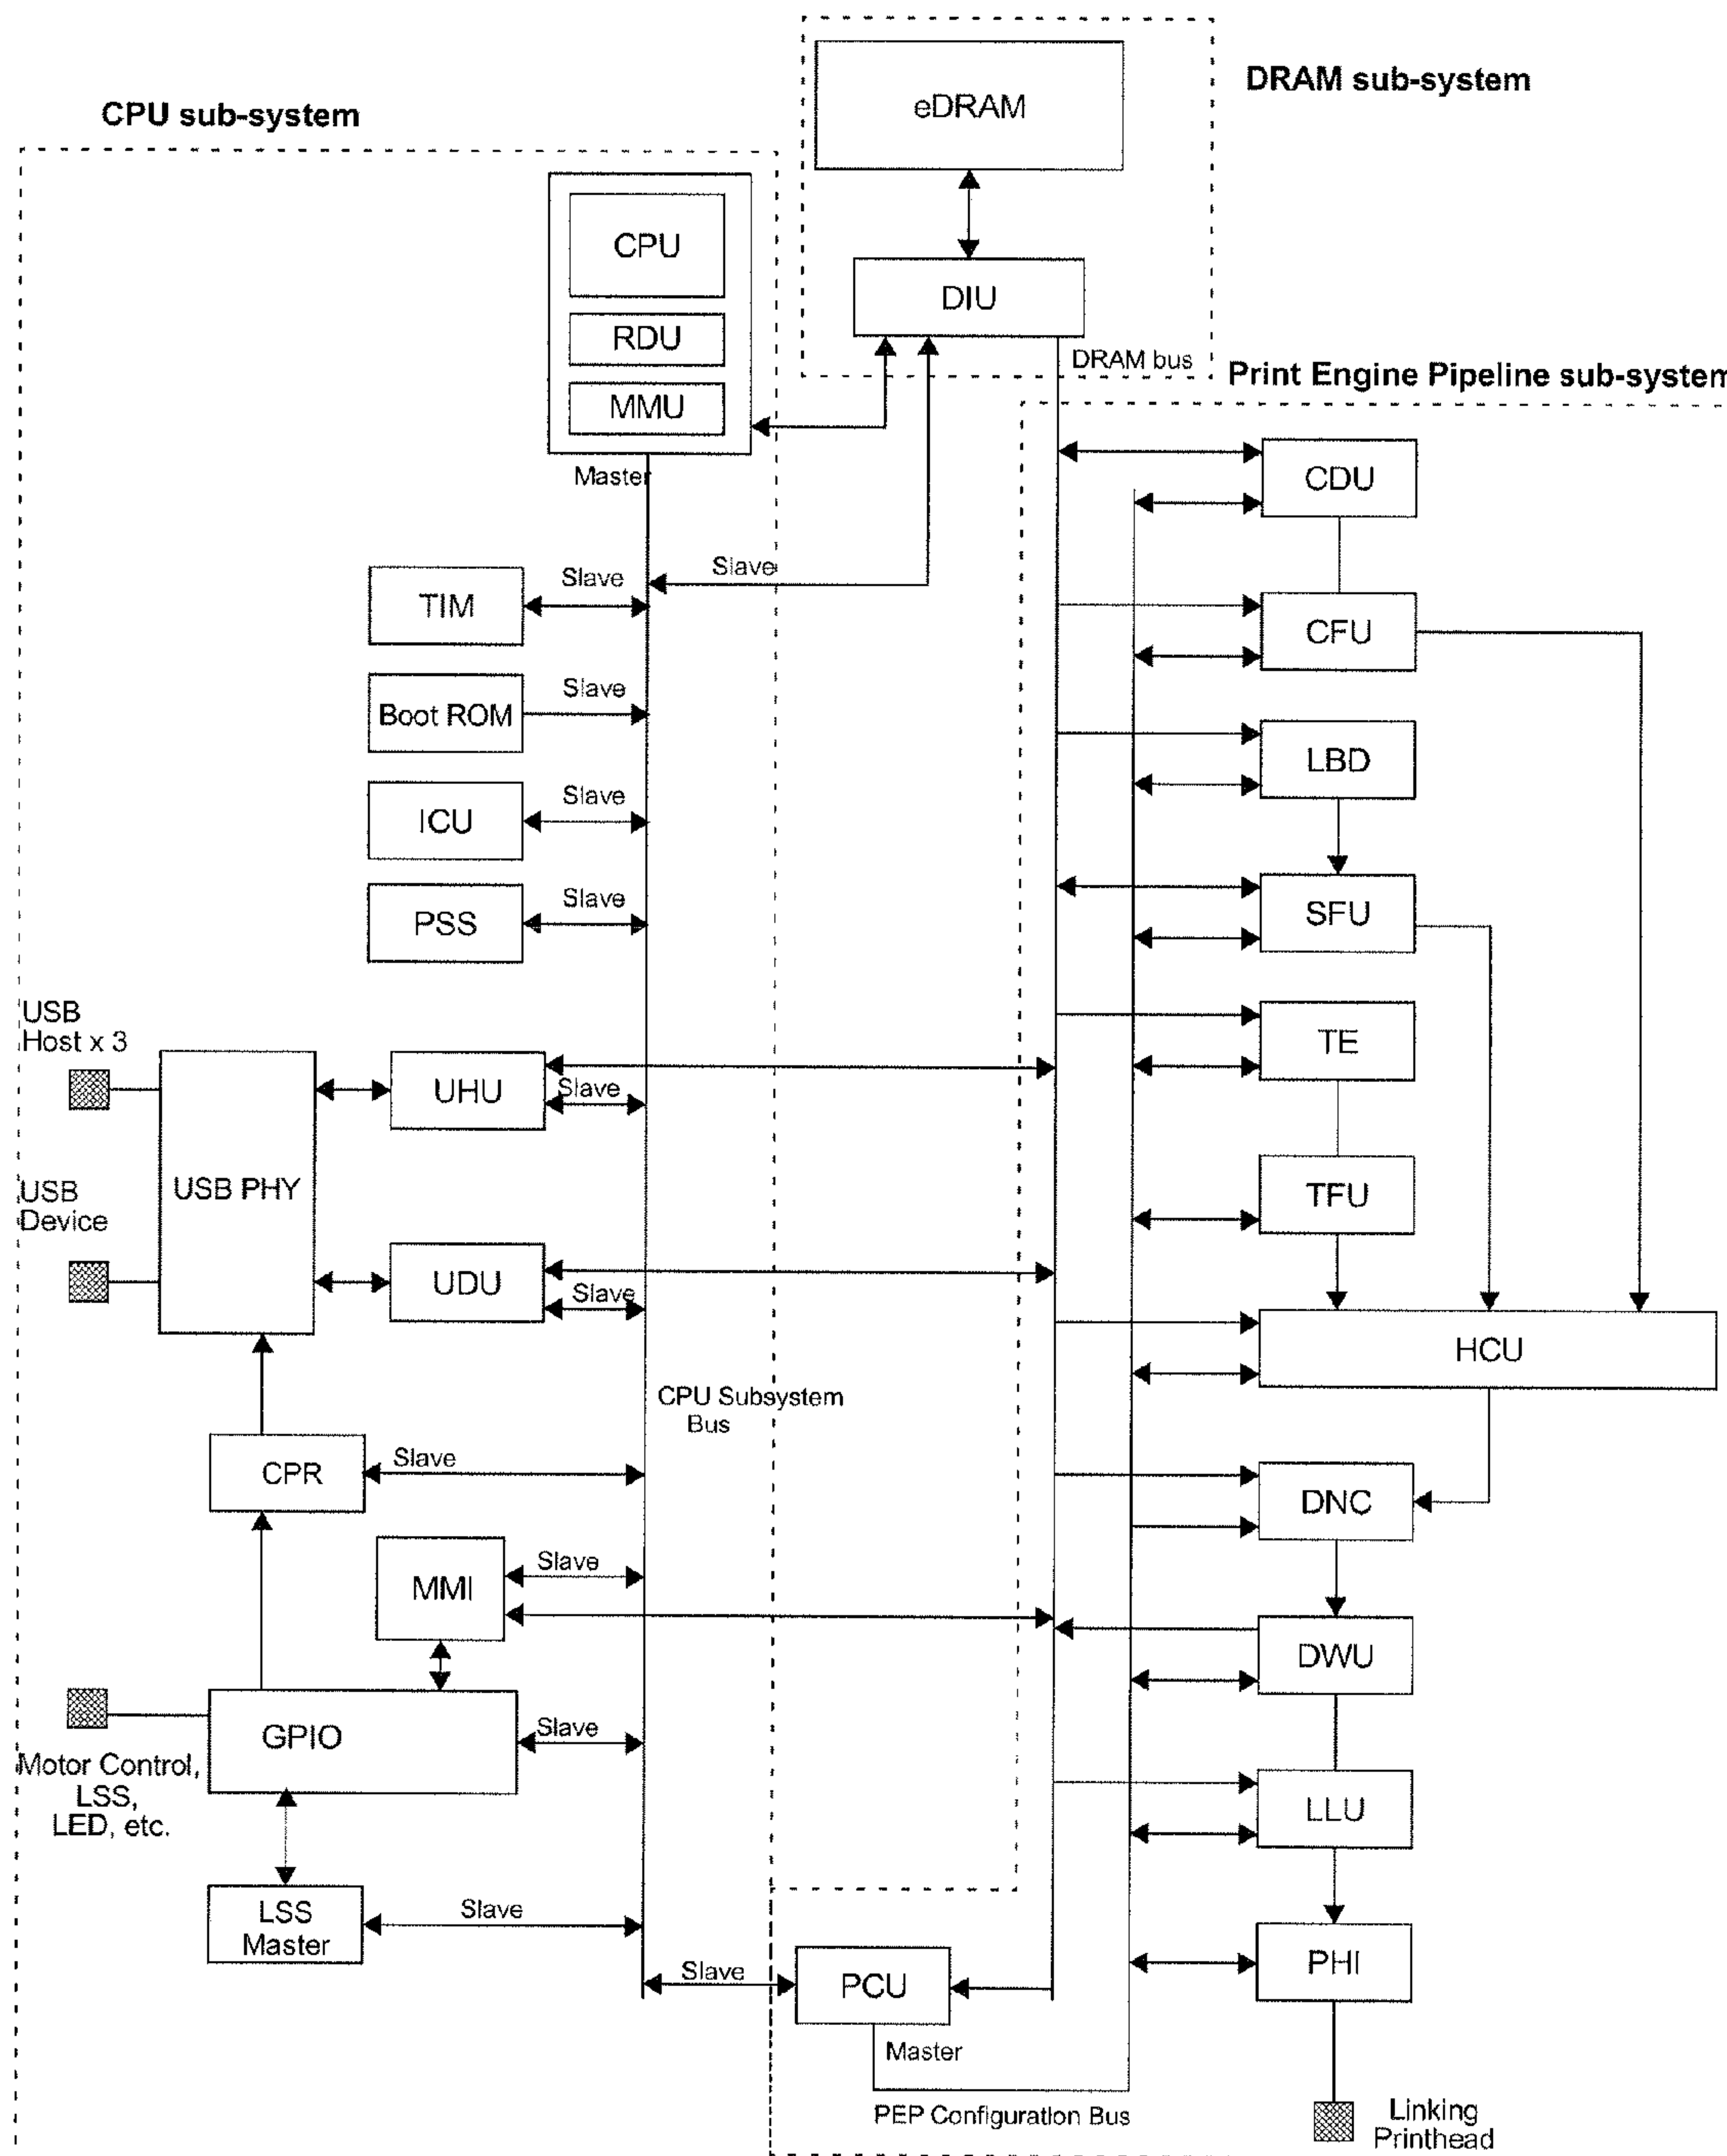 DRAM sub-system
CPU sub-system
eDRAM
CPU
RDU
MMU
DIU
DRAM bus
Print Engine Pipeline sub-system
Master
CDU
Slave
Slave
TIM
CFU
Slave
Boot ROM
LBD
Slave
ICU
Slave
PSS
SFU
USB
Host x 3
TE
UHU
Slave
USB PHY
USB
Device
TFU
UDU
Slave
HCU
CPU Subsystem
Bus
CPR
Slave
DNC
MMI
Slave
DWU
GPIO
Slave
Motor Control,
LSS,
LED, etc.
LLU
LSS
Master
Slave
Slave
PCU
PHI
Master
PEP Configuration Bus
Linking
Printhead